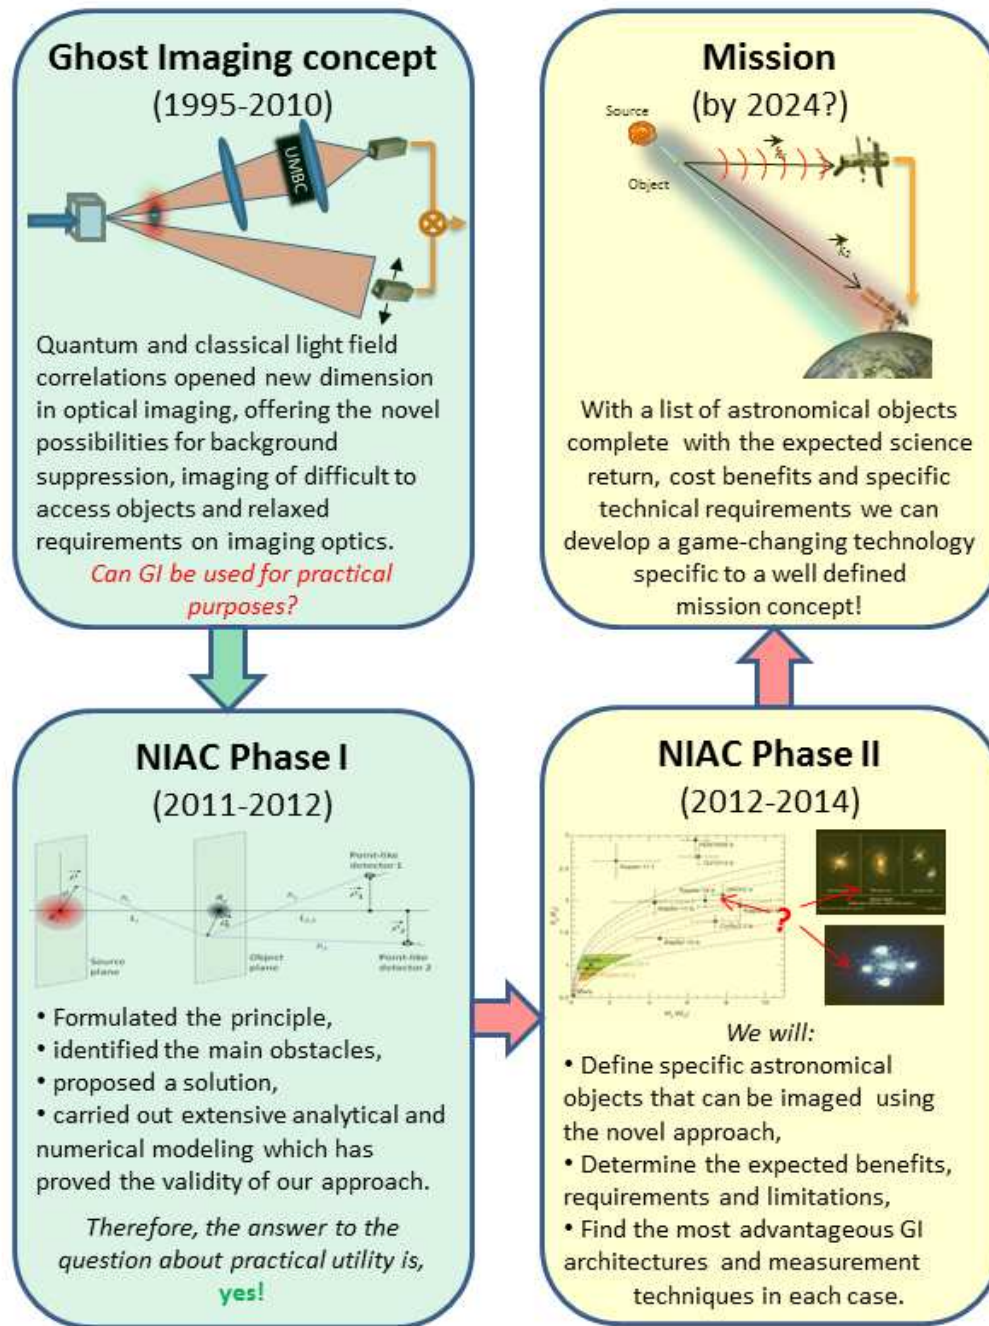 Ghost Imaging concept
(1995-2010)
UMBC
Quantum and classical light field
correlations opened new dimension
in optical imaging, offering the novel
possibilities for background
suppression, imaging of difficult to
access objects and relaxed
requirements on imaging optics.
Can GI be used for practical
purposes?
Mission
(by 2024?)
Source
Object
With a list of astronomical objects
complete with the expected science
return, cost benefits and specific
technical requirements we can
develop a game-changing technology
specific to a well defined
mission concept!
NIAC Phase I
(2011-2012)
Point-like
detector 1
Source
plane
Object
plane
Point-like
detector 2
• Formulated the principle,
• identified the main obstacles,
• proposed a solution,
• carried out extensive analytical and
numerical modeling which has
proved the validity of our approach.
Therefore, the answer to the
question about practical utility is,
yes!
NIAC Phase II
(2012-2014)
?
We will:
• Define specific astronomical
objects that can be imaged using
the novel approach,
• Determine the expected benefits,
requirements and limitations,
• Find the most advantageous GI
architectures and measurement
techniques in each case.